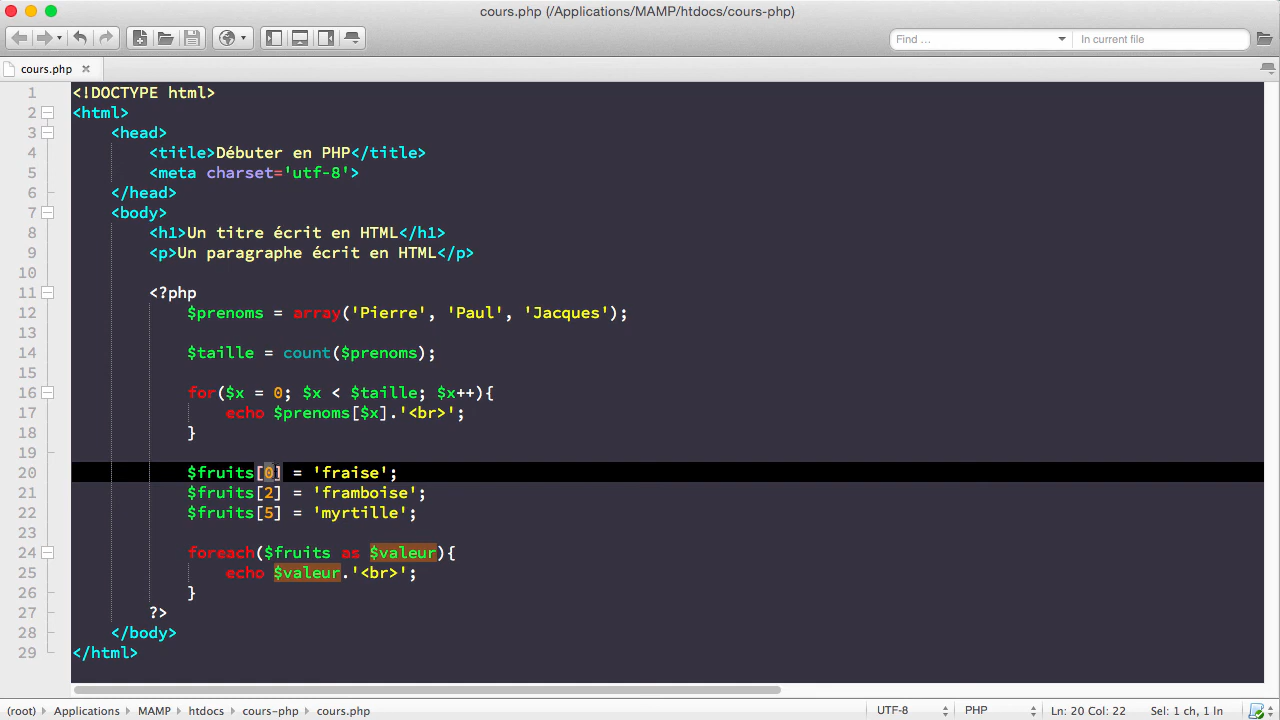 cours.php (/Applications/MAMP/htdocs/cours-php)
Find ...
In current file
cours.php
1 <!DOCTYPE html>
2 <html>
3 <head>
4 <title>Débuter en PHP</title>
5 <meta charset='utf-8'>
6 </head>
7 <body>
8 <h1>Un titre écrit en HTML</h1>
9 <p>Un paragraphe écrit en HTML</p>
10
11 <?php
12 $prenoms = array('Pierre', 'Paul', 'Jacques');
13
14 $taille = count($prenoms);
15
16 for($x = 0; $x < $taille; $x++){
17 echo $prenoms[$x].'<br>';
18 }
19
20 $fruits[0] = 'fraise';
21 $fruits[2] = 'framboise';
22 $fruits[5] = 'myrtille';
23
24 foreach($fruits as $valeur){
25 echo $valeur.'<br>';
26 }
27 ?>
28 </body>
29 </html>
(root) Applications MAMP htdocs cours-php cours.php UTF-8 PHP Ln: 20 Col: 22 Sel: 1 ch, 1 ln